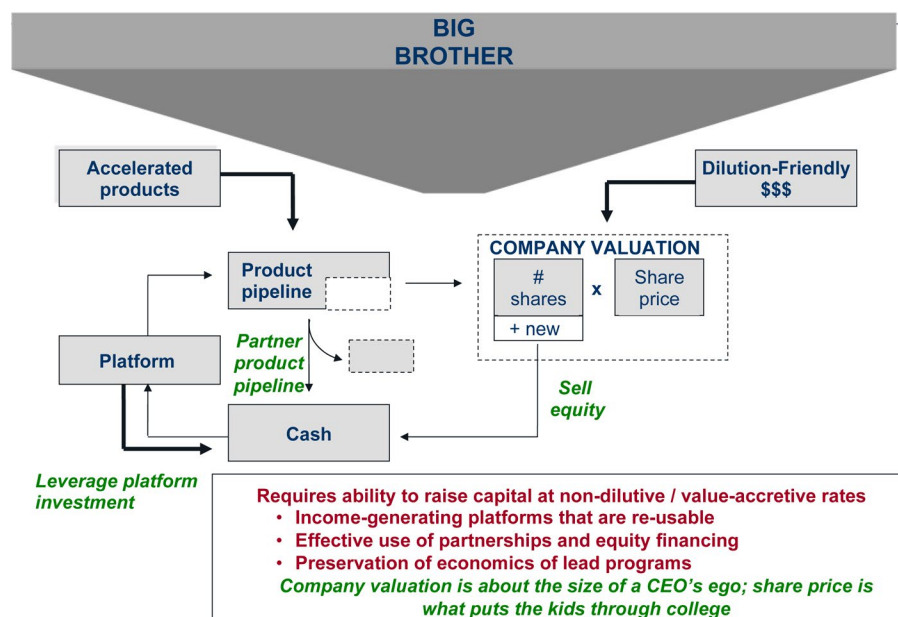 BIG
BROTHER
Accelerated
products
Dilution-Friendly
$$$
COMPANY VALUATION
Product
pipeline
#
shares
x
Share
price
+ new
Partner
product
pipeline
Platform
Sell
equity
Cash
Leverage platform
investment
Requires ability to raise capital at non-dilutive / value-accretive rates
• Income-generating platforms that are re-usable
• Effective use of partnerships and equity financing
• Preservation of economics of lead programs
Company valuation is about the size of a CEO’s ego; share price is
what puts the kids through college